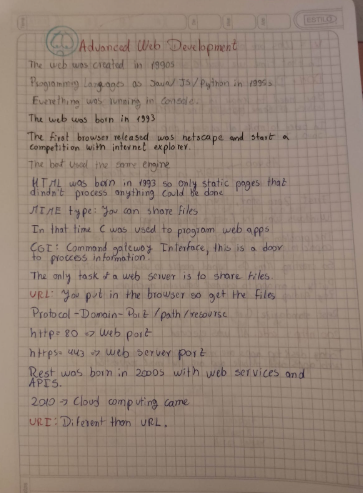 Advanced Web Development
The web was created in 1990s
Programming languages as Java/JS/Python in 1995s
Everything was running in console.
The web was born in 1993
The first browser released was netscape and start a
competition with internet explorer.
The bot used the same engine
HTML was born in 1993 so only static pages that
didn't process anything could be done
MIME type: You can share files
In that time C was used to program web apps
CGI: Command gateway Interface, this is a door
to process information.
The only task of a web server is to share files.
URL: You put in the browser so get the files
Protocol-Domain-Port/path/resourse
http=80 => Web port
https=443 => Web server port
Rest was born in 2000s with web services and
APIS.
2010 -> Cloud computing came
URI: Diferent than URL.